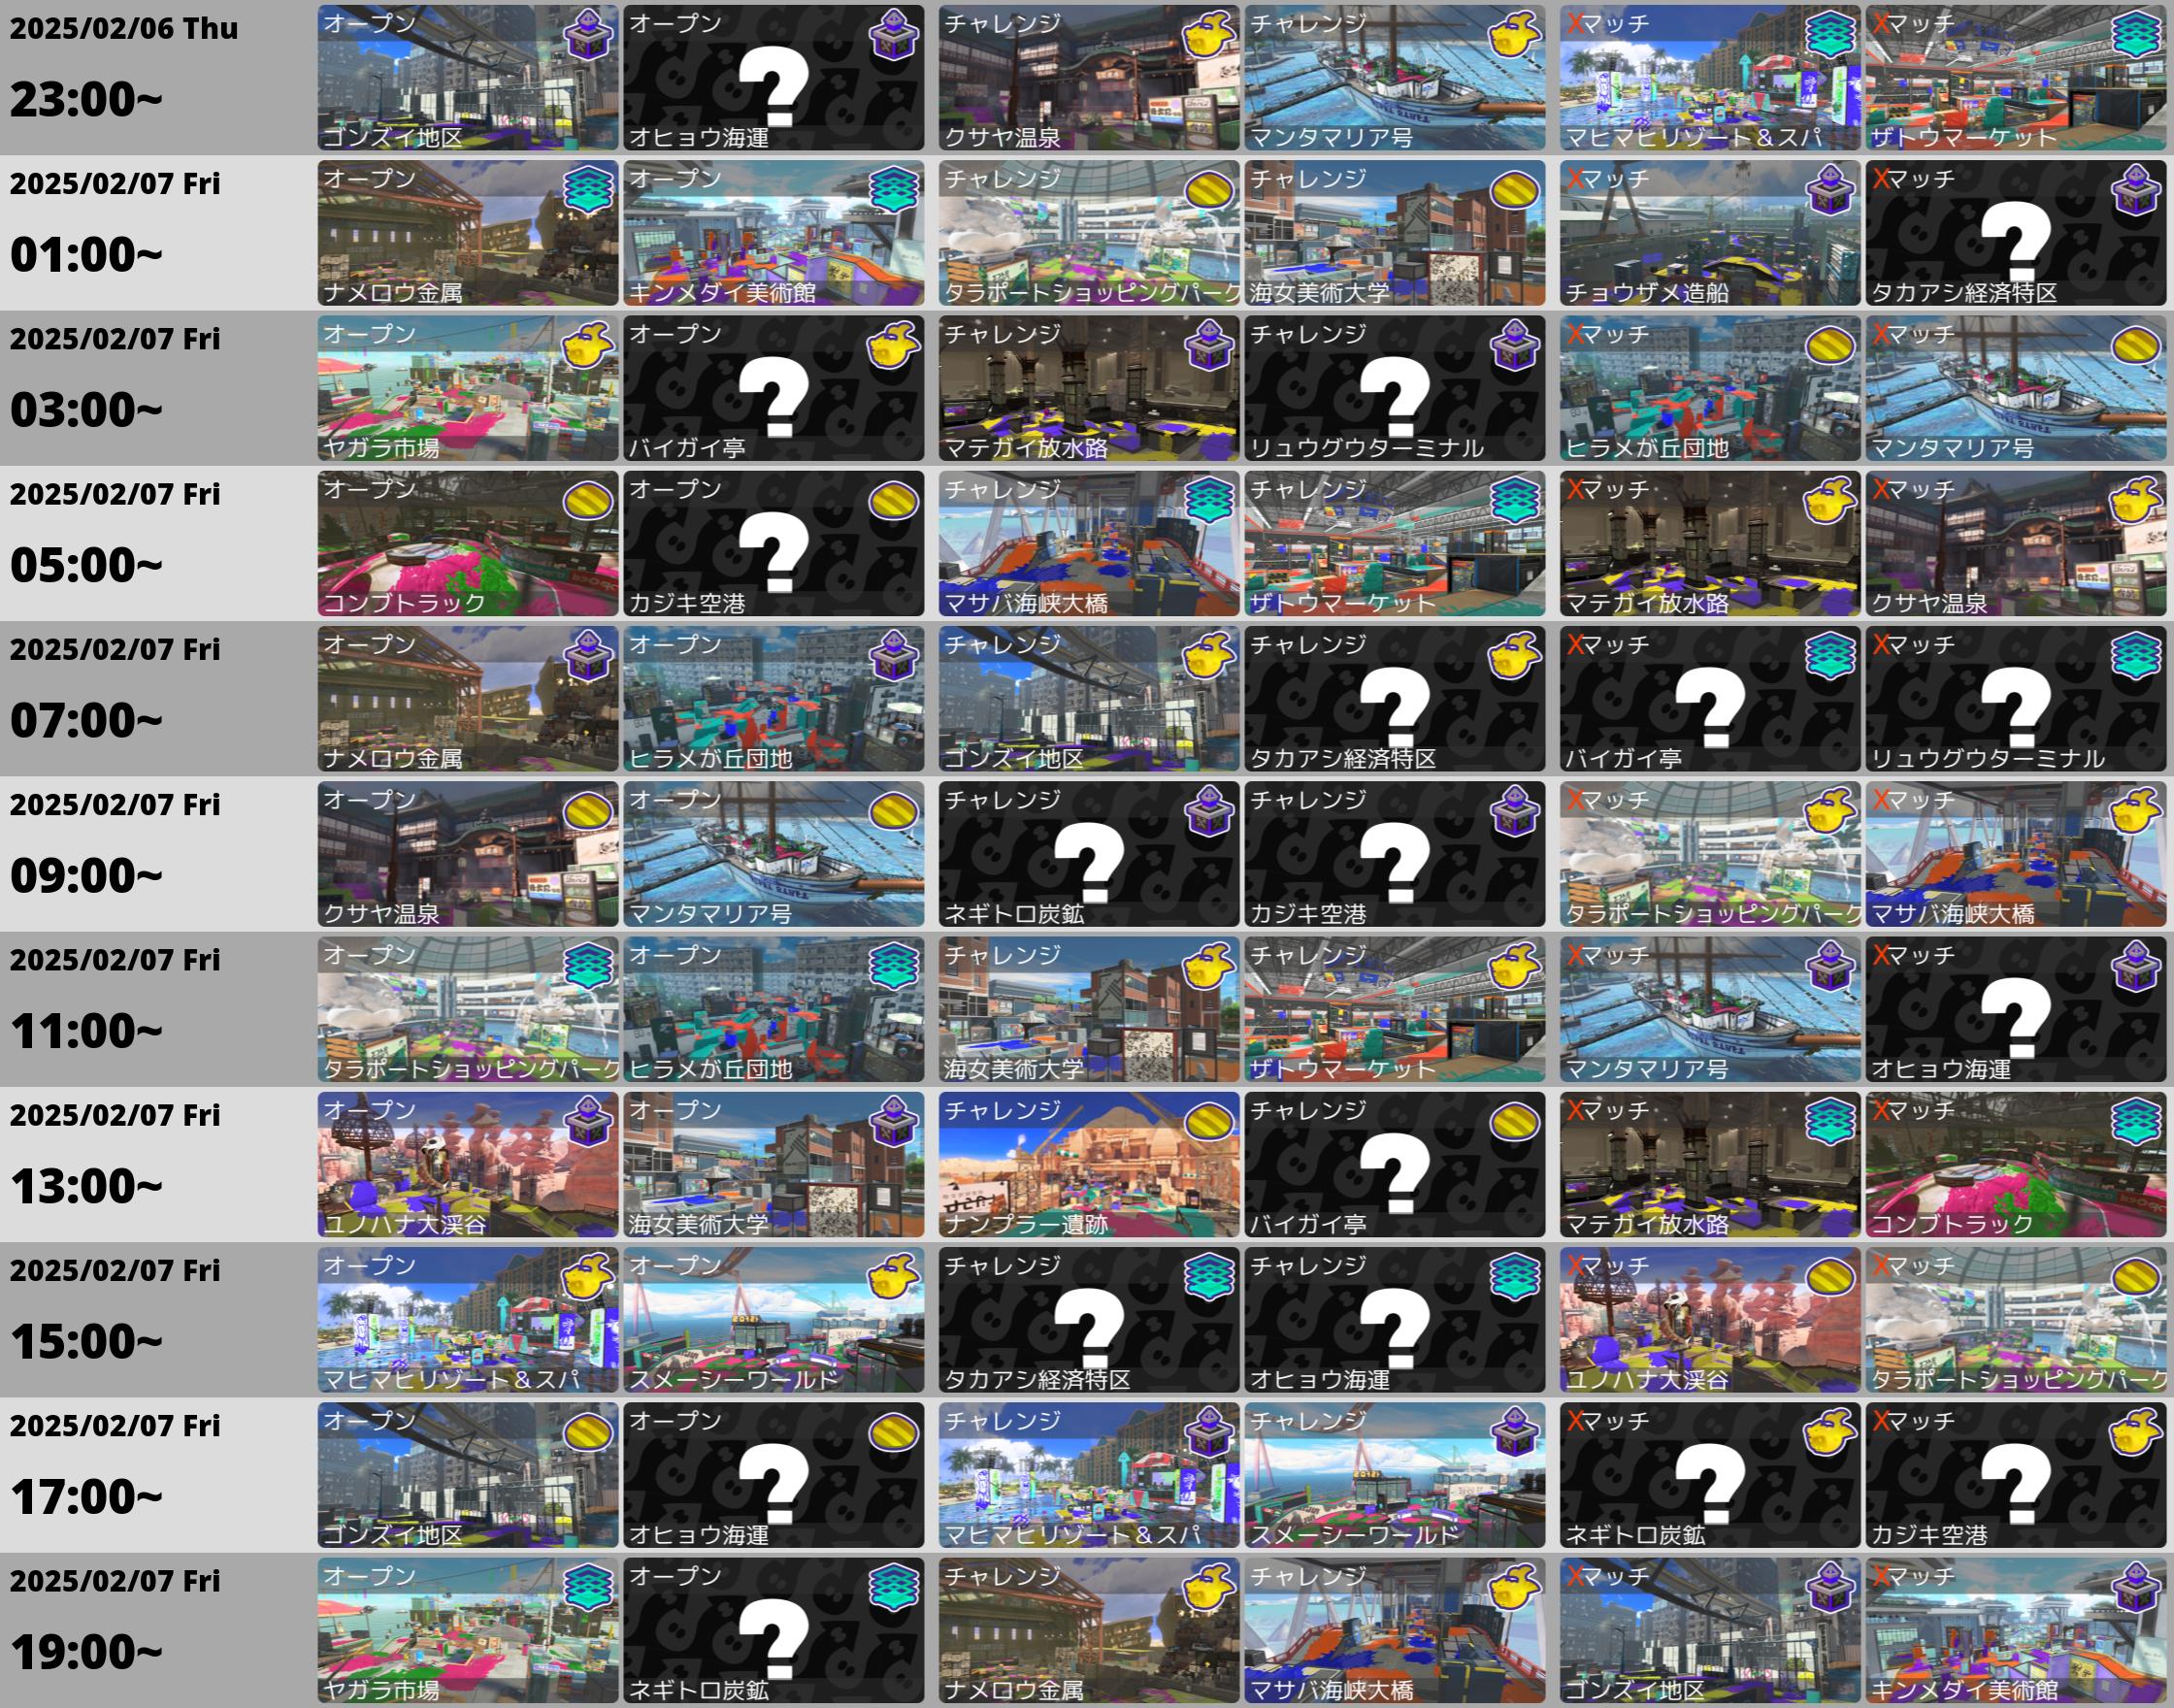 2025/02/06 Thu
23:00~
オープン
ゴンズイ地区
オープン
オヒョウ海運
チャレンジ
クサヤ温泉
チャレンジ
マンタマリア号
Xマッチ
マヒマヒリゾート＆スパ
Xマッチ
ザトウマーケット
2025/02/07 Fri
01:00~
オープン
ナメロウ金属
オープン
キンメダイ美術館
チャレンジ
タラポートショッピングパーク
チャレンジ
海女美術大学
Xマッチ
チョウザメ造船
Xマッチ
タカアシ経済特区
2025/02/07 Fri
03:00~
オープン
ヤガラ市場
オープン
バイガイ亭
チャレンジ
マテガイ放水路
チャレンジ
リュウグウターミナル
Xマッチ
ヒラメが丘団地
Xマッチ
マンタマリア号
2025/02/07 Fri
05:00~
オープン
コンブトラック
オープン
カジキ空港
チャレンジ
マサバ海峡大橋
チャレンジ
ザトウマーケット
Xマッチ
マテガイ放水路
Xマッチ
クサヤ温泉
2025/02/07 Fri
07:00~
オープン
ナメロウ金属
オープン
ヒラメが丘団地
チャレンジ
ゴンズイ地区
チャレンジ
タカアシ経済特区
Xマッチ
バイガイ亭
Xマッチ
リュウグウターミナル
2025/02/07 Fri
09:00~
オープン
クサヤ温泉
オープン
マンタマリア号
チャレンジ
ネギトロ炭鉱
チャレンジ
カジキ空港
Xマッチ
タラポートショッピングパーク
Xマッチ
マサバ海峡大橋
2025/02/07 Fri
11:00~
オープン
タラポートショッピングパーク
オープン
ヒラメが丘団地
チャレンジ
海女美術大学
チャレンジ
ザトウマーケット
Xマッチ
マンタマリア号
Xマッチ
オヒョウ海運
2025/02/07 Fri
13:00~
オープン
ユノハナ大渓谷
オープン
海女美術大学
チャレンジ
ナンプラー遺跡
チャレンジ
バイガイ亭
Xマッチ
マテガイ放水路
Xマッチ
コンブトラック
2025/02/07 Fri
15:00~
オープン
マヒマヒリゾート＆スパ
オープン
スメーシーワールド
チャレンジ
タカアシ経済特区
チャレンジ
オヒョウ海運
Xマッチ
ユノハナ大渓谷
Xマッチ
タラポートショッピングパーク
2025/02/07 Fri
17:00~
オープン
ゴンズイ地区
オープン
オヒョウ海運
チャレンジ
マヒマヒリゾート＆スパ
チャレンジ
スメーシーワールド
Xマッチ
ネギトロ炭鉱
Xマッチ
カジキ空港
2025/02/07 Fri
19:00~
オープン
ヤガラ市場
オープン
ネギトロ炭鉱
チャレンジ
ナメロウ金属
チャレンジ
マサバ海峡大橋
Xマッチ
ゴンズイ地区
Xマッチ
キンメダイ美術館